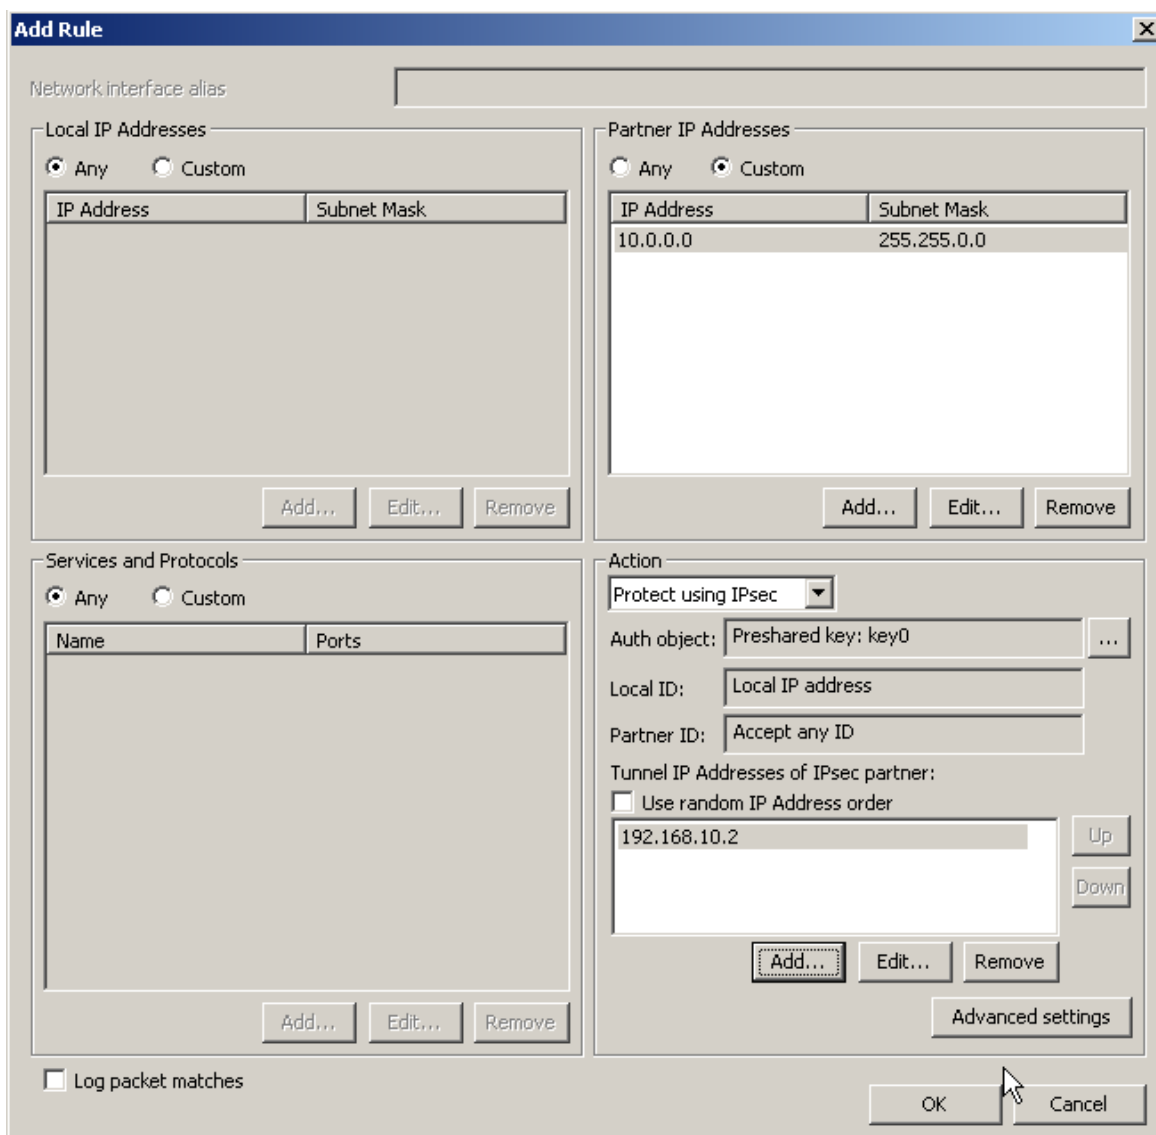 Add Rule
Network interface alias
Local IP Addresses
Any Custom
IP Address Subnet Mask
Add... Edit... Remove
Partner IP Addresses
Any Custom
IP Address Subnet Mask
10.0.0.0 255.255.0.0
Add... Edit... Remove
Services and Protocols
Any Custom
Name Ports
Add... Edit... Remove
Action
Protect using IPsec
Auth object: Preshared key: key0 ...
Local ID: Local IP address
Partner ID: Accept any ID
Tunnel IP Addresses of IPsec partner:
Use random IP Address order
192.168.10.2
Up
Down
Add... Edit... Remove
Advanced settings
Log packet matches
OK Cancel